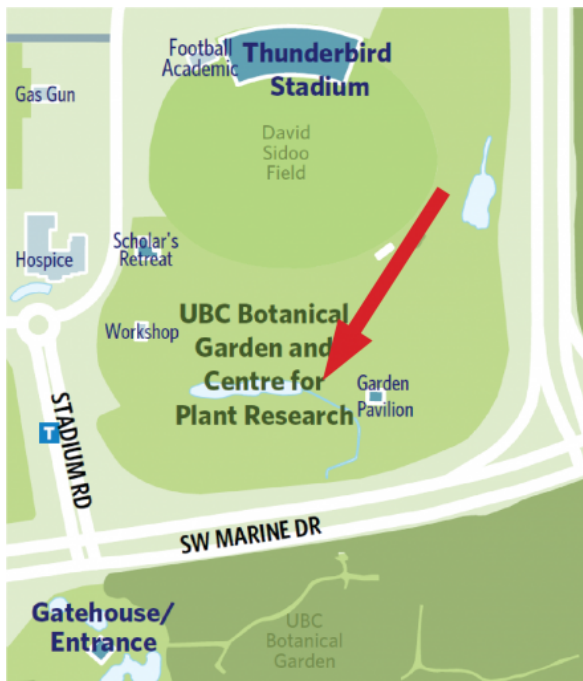 Football
Academic
Thunderbird
Stadium
Gas Gun
David
Sidoo
Field
Scholar's
Retreat
Hospice
UBC Botanical
Garden and
Centre for
Plant Research
Workshop
Garden
Pavilion
STADIUM RD
T
SW MARINE DR
Gatehouse/
Entrance
UBC
Botanical
Garden